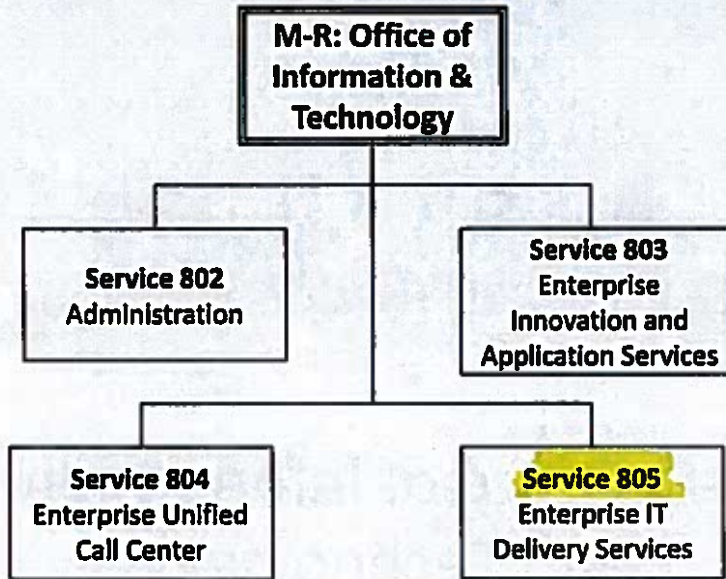 M-R: Office of
Information &
Technology
Service 802
Administration
Service 803
Enterprise
Innovation and
Application Services
Service 804
Enterprise Unified
Call Center
Service 805
Enterprise IT
Delivery Services